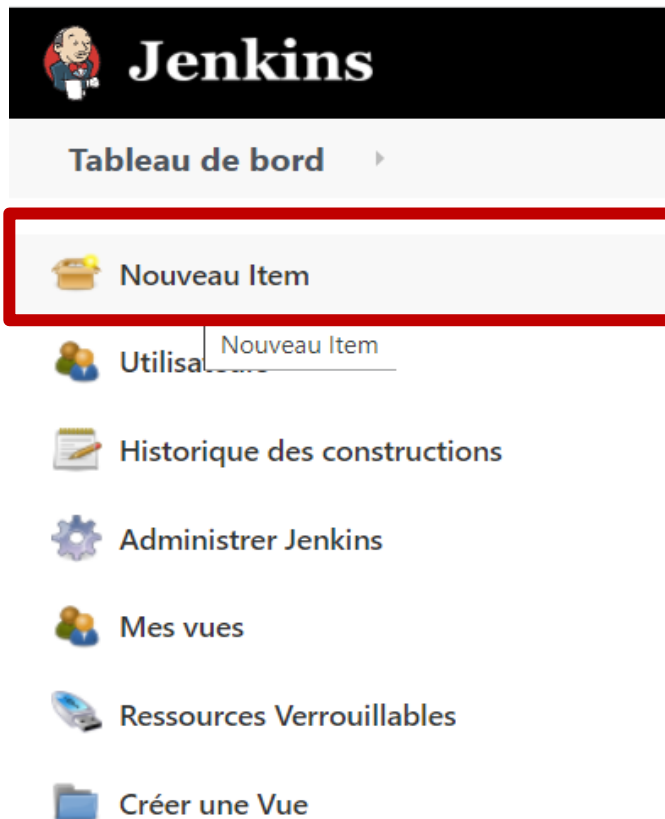 Jenkins
Tableau de bord
Nouveau Item
Nouveau Item
Utilisateurs
Historique des constructions
Administrer Jenkins
Mes vues
Ressources Verrouillables
Créer une Vue